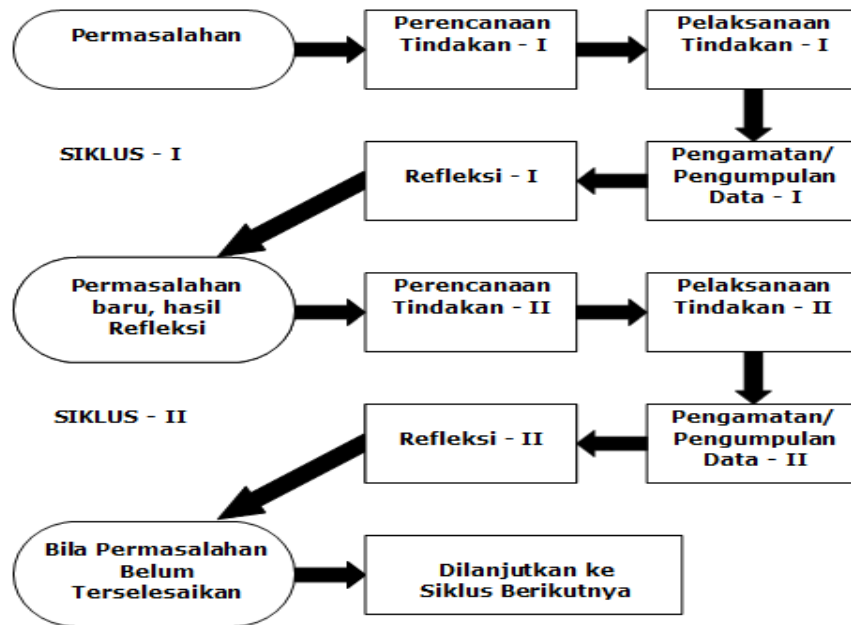 Permasalahan
Perencanaan
Tindakan - I
Pelaksanaan
Tindakan - I
SIKLUS - I
Refleksi - I
Pengamatan/
Pengumpulan
Data - I
Permasalahan
baru, hasil
Refleksi
Perencanaan
Tindakan - II
Pelaksanaan
Tindakan - II
SIKLUS - II
Refleksi - II
Pengamatan/
Pengumpulan
Data - II
Bila Permasalahan
Belum
Terselesaikan
Dilanjutkan ke
Siklus Berikutnya